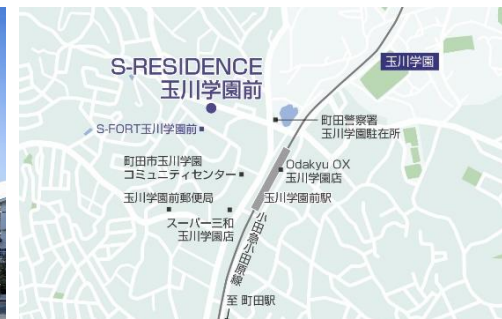 玉川学園
S-RESIDENCE
玉川学園前
町田警察署
玉川学園駐在所
S-FORT玉川学園前
町田市玉川学園
コミュニティセンター
Odakyu OX
玉川学園店
玉川学園前郵便局
玉川学園前駅
スーパー三和
玉川学園店
小田急小田原線
至 町田駅